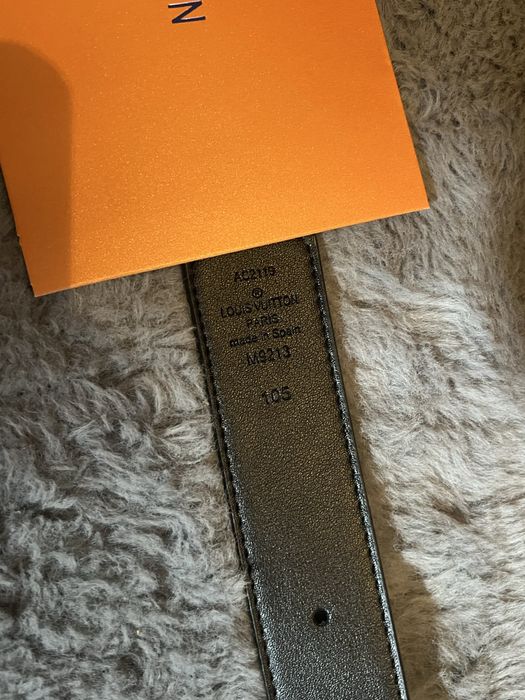 N
AC2119
R
LOUIS VUITTON
PARIS
made in Spain
M9213
105